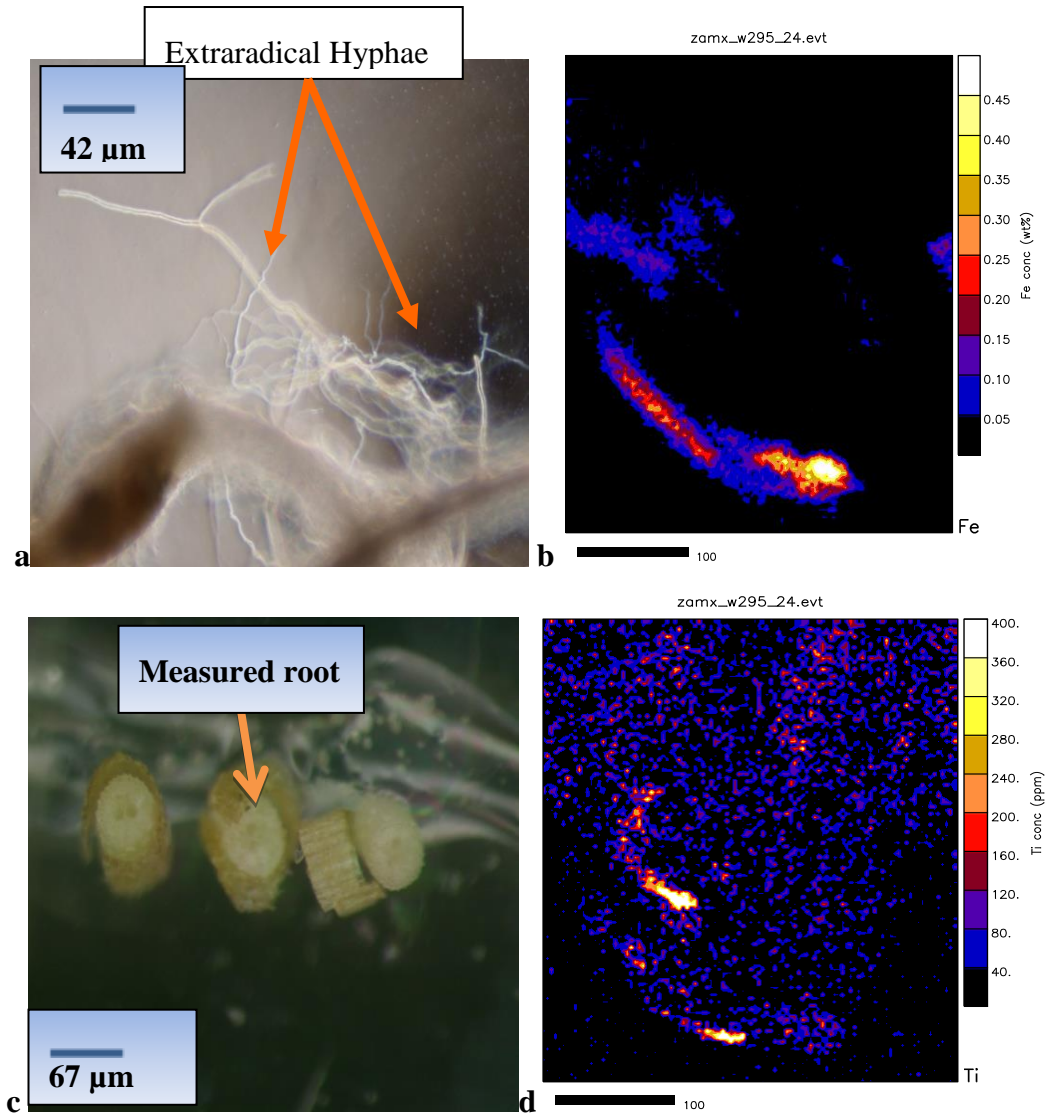 Extraradical Hyphae
42 µm
a
zamx_w295_24.evt
0.45
0.40
0.35
0.30
0.25
0.20
0.15
0.10
0.05
Fe conc (wt%)
Fe
b
100
Measured root
67 µm
c
zamx_w295_24.evt
400.
360.
320.
280.
240.
200.
160.
120.
80.
40.
Ti conc (ppm)
Ti
d
100